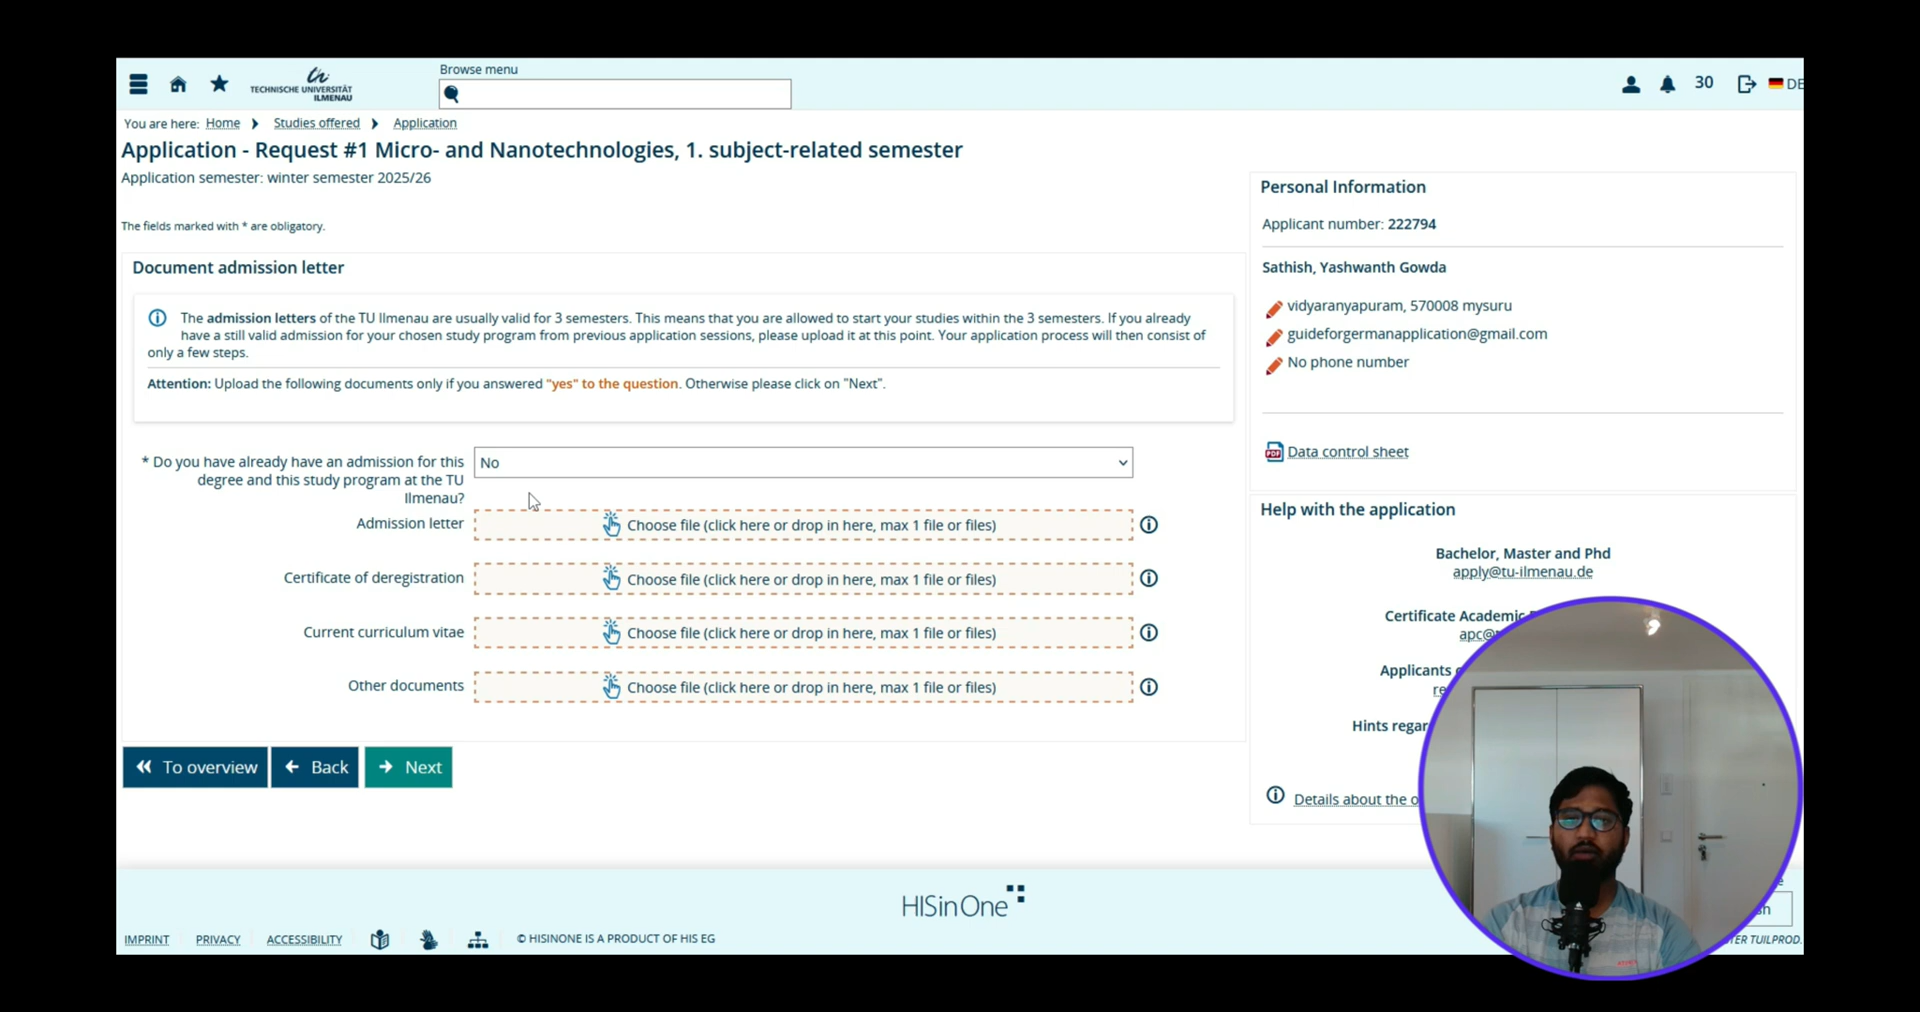 TECHNISCHE UNIVERSITÄT
ILMENAU
Browse menu
30
DE
You are here: Home Studies offered Application
Application - Request #1 Micro- and Nanotechnologies, 1. subject-related semester
Application semester: winter semester 2025/26
The fields marked with * are obligatory.
Document admission letter
The admission letters of the TU Ilmenau are usually valid for 3 semesters. This means that you are allowed to start your studies within the 3 semesters. If you already
have a still valid admission for your chosen study program from previous application sessions, please upload it at this point. Your application process will then consist of
only a few steps.
Attention: Upload the following documents only if you answered "yes" to the question. Otherwise please click on "Next".
* Do you have already have an admission for this
degree and this study program at the TU
Ilmenau?
No
Admission letter
Choose file (click here or drop in here, max 1 file or files)
Certificate of deregistration
Choose file (click here or drop in here, max 1 file or files)
Current curriculum vitae
Choose file (click here or drop in here, max 1 file or files)
Other documents
Choose file (click here or drop in here, max 1 file or files)
To overview
Back
Next
Personal Information
Applicant number: 222794
Sathish, Yashwanth Gowda
vidyaranyapuram, 570008 mysuru
guideforgermanapplication@gmail.com
No phone number
PDF
Data control sheet
Help with the application
Bachelor, Master and Phd
apply@tu-ilmenau.de
Certificate Academic
apc@
Applicants
re
Hints regar
Details about the o
HISinOne
IMPRINT
PRIVACY
ACCESSIBILITY
© HISINONE IS A PRODUCT OF HIS EG
TER TUILPROD.